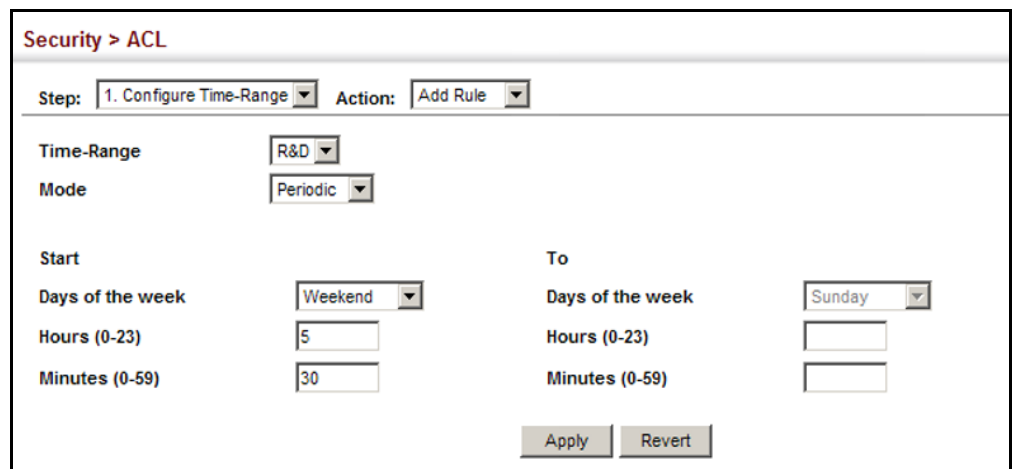 Security > ACL
Step: 1. Configure Time-Range Action: Add Rule
Time-Range R&D
Mode Periodic
Start To
Days of the week Weekend Days of the week Sunday
Hours (0-23) 5 Hours (0-23)
Minutes (0-59) 30 Minutes (0-59)
Apply Revert